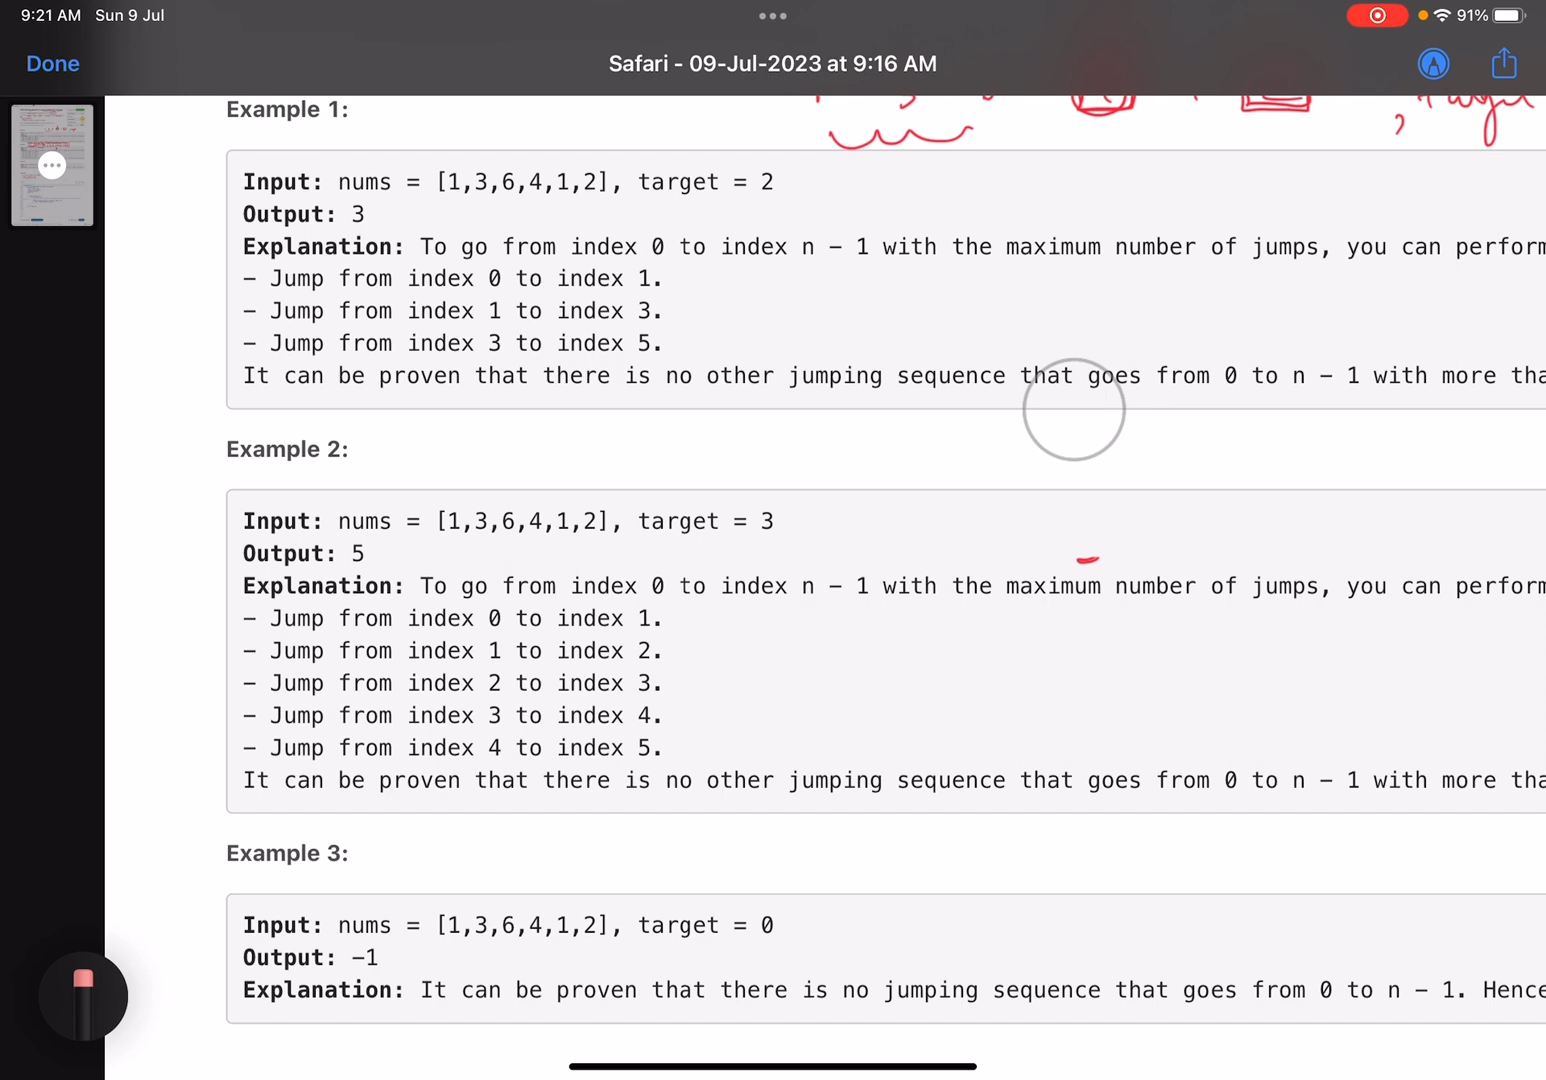 9:21 AM Sun 9 Jul
91%
Done
Safari - 09-Jul-2023 at 9:16 AM
Example 1:
Input: nums = [1,3,6,4,1,2], target = 2
Output: 3
Explanation: To go from index 0 to index n - 1 with the maximum number of jumps, you can perform
- Jump from index 0 to index 1.
- Jump from index 1 to index 3.
- Jump from index 3 to index 5.
It can be proven that there is no other jumping sequence that goes from 0 to n - 1 with more tha
Example 2:
Input: nums = [1,3,6,4,1,2], target = 3
Output: 5
Explanation: To go from index 0 to index n - 1 with the maximum number of jumps, you can perform
- Jump from index 0 to index 1.
- Jump from index 1 to index 2.
- Jump from index 2 to index 3.
- Jump from index 3 to index 4.
- Jump from index 4 to index 5.
It can be proven that there is no other jumping sequence that goes from 0 to n - 1 with more tha
Example 3:
Input: nums = [1,3,6,4,1,2], target = 0
Output: -1
Explanation: It can be proven that there is no jumping sequence that goes from 0 to n - 1. Hence